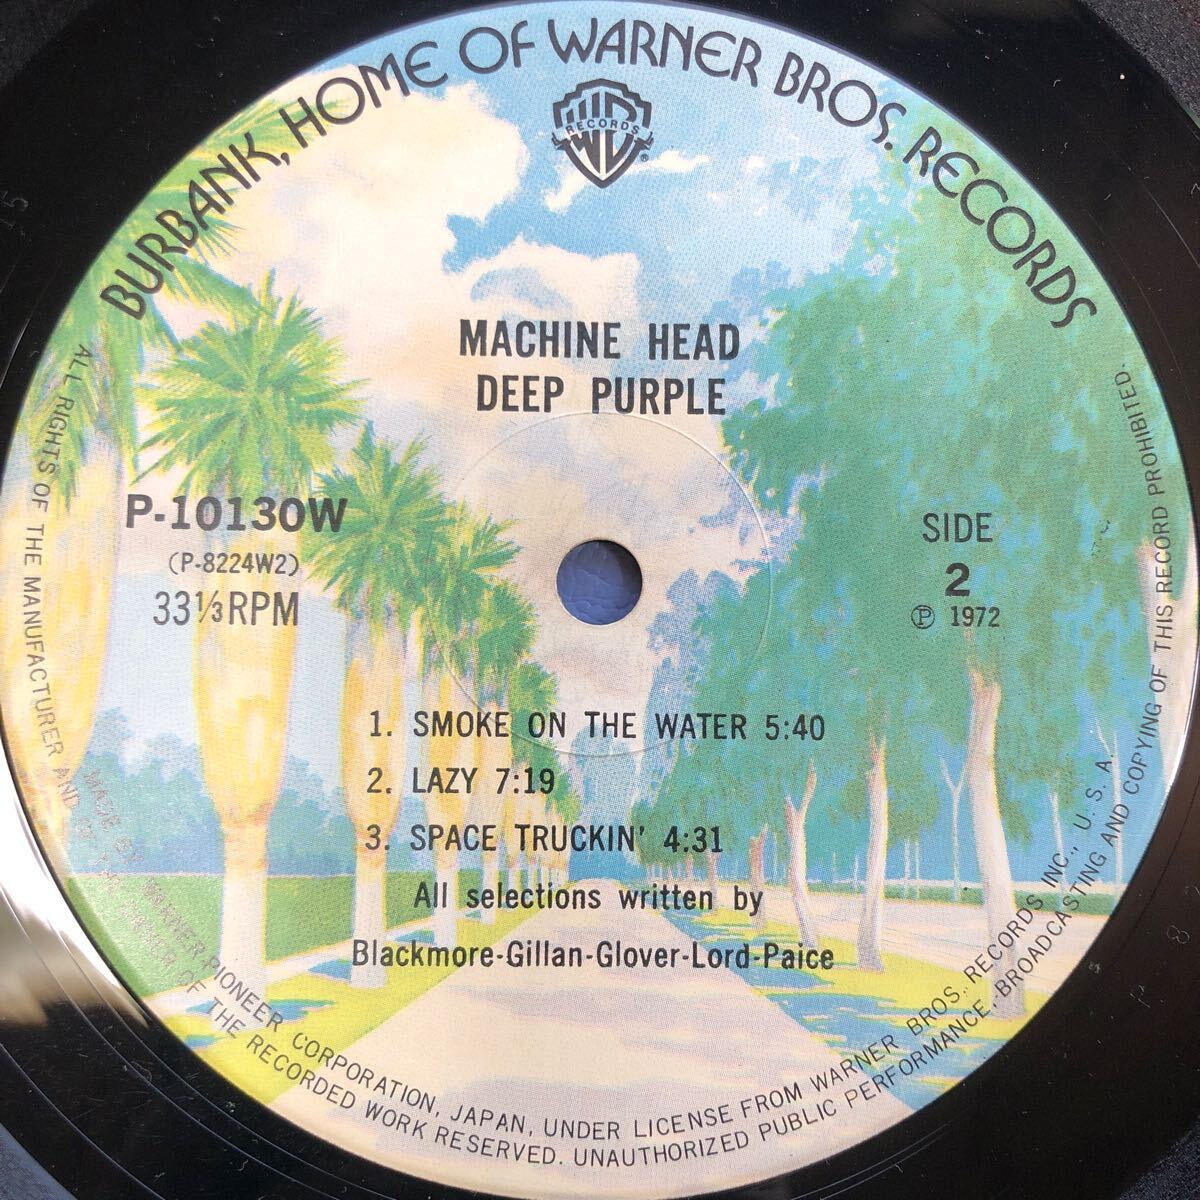 BURBANK, HOME OF WARNER BROS. RECORDS
WB
RECORDS
®
MACHINE HEAD
DEEP PURPLE
P-10130W
(P-8224W2)
33⅓RPM
SIDE
2
Ⓟ 1972
1. SMOKE ON THE WATER 5:40
2. LAZY 7:19
3. SPACE TRUCKIN' 4:31
All selections written by
Blackmore-Gillan-Glover-Lord-Paice
MADE BY WARNER-PIONEER CORPORATION, JAPAN, UNDER LICENSE FROM WARNER BROS. RECORDS INC., U.S.A.
ALL RIGHTS OF THE MANUFACTURER AND OF THE OWNER OF THE RECORDED WORK RESERVED. UNAUTHORIZED PUBLIC PERFORMANCE, BROADCASTING AND COPYING OF THIS RECORD PROHIBITED.